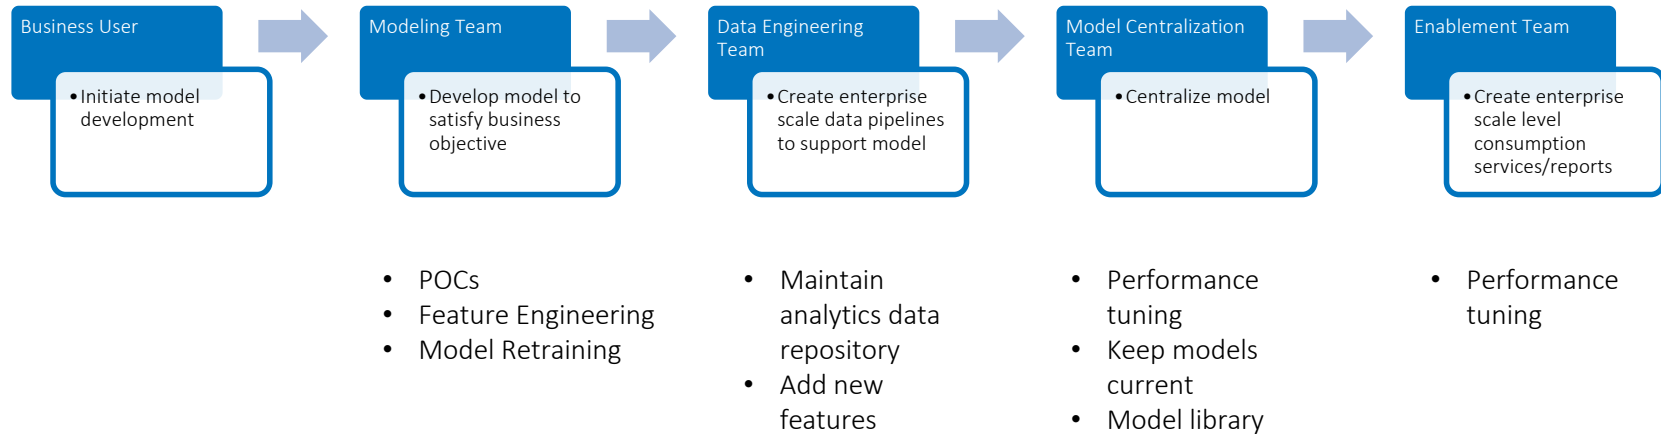 Business User
• Initiate model
development
Modeling Team
• Develop model to
satisfy business
objective
Data Engineering
Team
• Create enterprise
scale data pipelines
to support model
Model Centralization
Team
• Centralize model
Enablement Team
• Create enterprise
scale level
consumption
services/reports
• POCs
• Feature Engineering
• Model Retraining
• Maintain
analytics data
repository
• Add new
features
• Performance
tuning
• Keep models
current
• Model library
• Performance
tuning